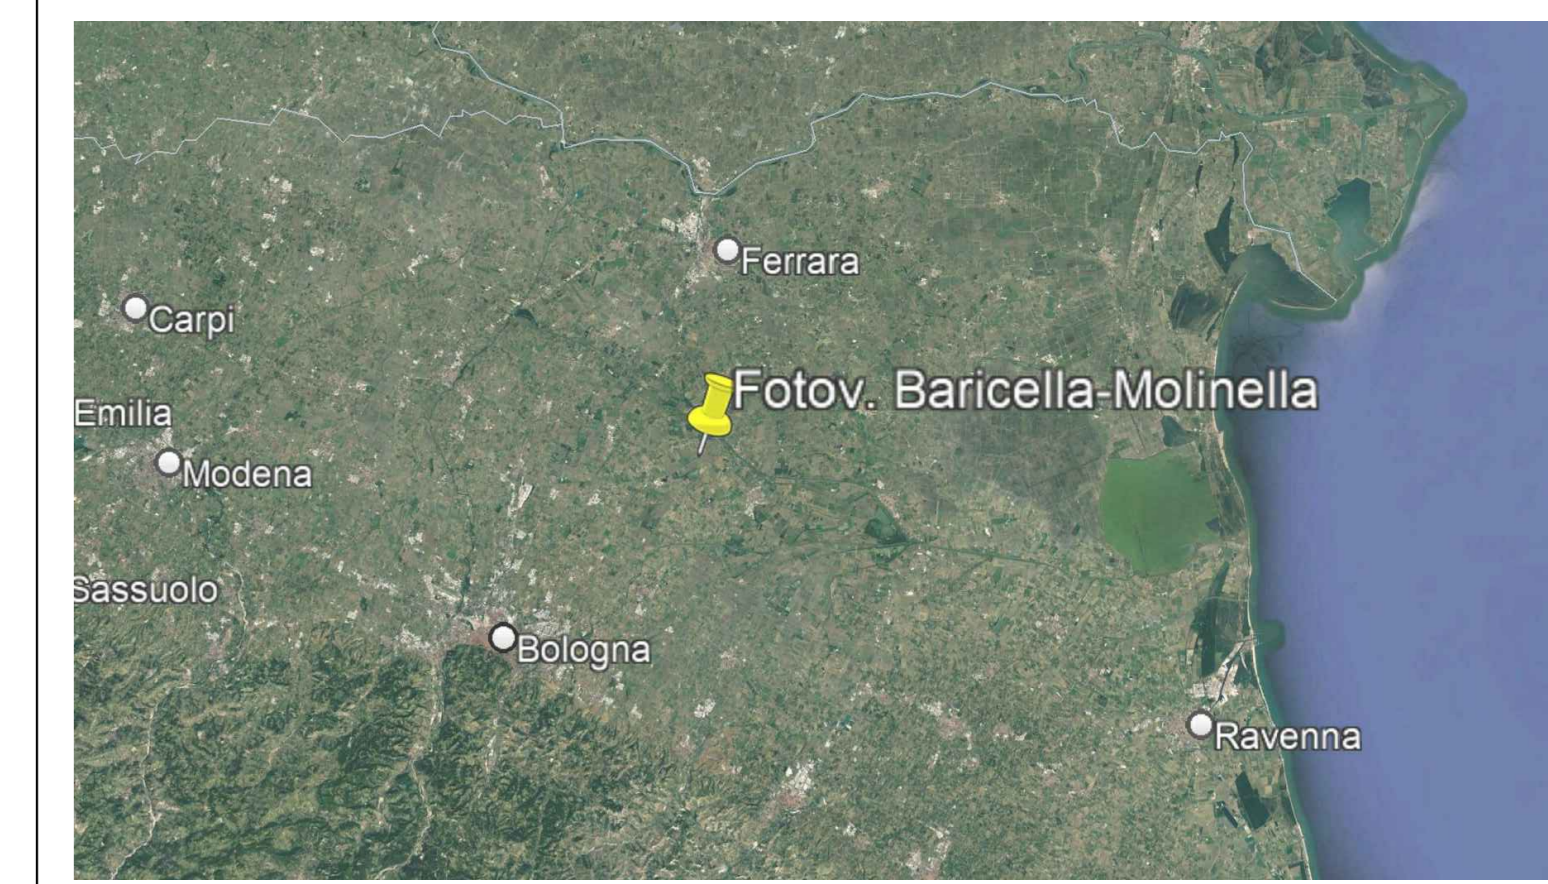 Ferrara
Carpi
Fotov. Baricella-Molinella
Emilia
Modena
Sassuolo
Bologna
Ravenna